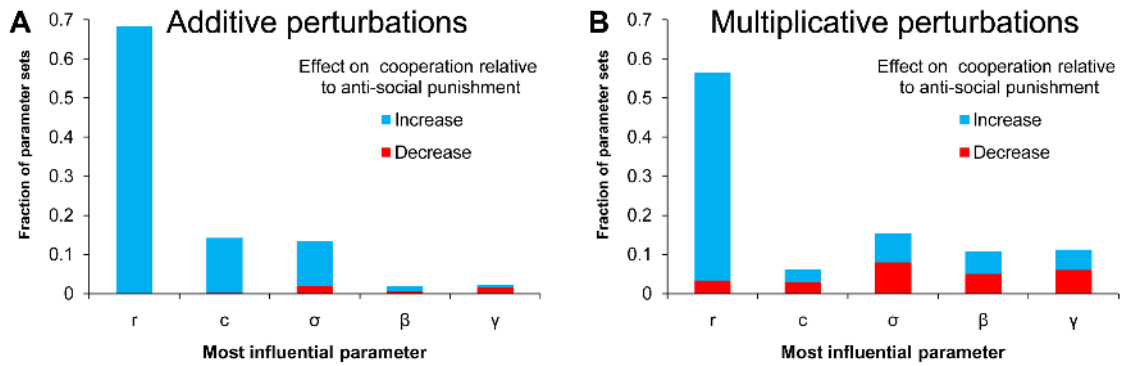 A Additive perturbations
0.7
0.6
0.5
0.4
0.3
0.2
0.1
0
Fraction of parameter sets
Effect on cooperation relative
to anti-social punishment
Increase
Decrease
r c σ β γ
Most influential parameter
B Multiplicative perturbations
0.7
0.6
0.5
0.4
0.3
0.2
0.1
0
Fraction of parameter sets
Effect on cooperation relative
to anti-social punishment
Increase
Decrease
r c σ β γ
Most influential parameter